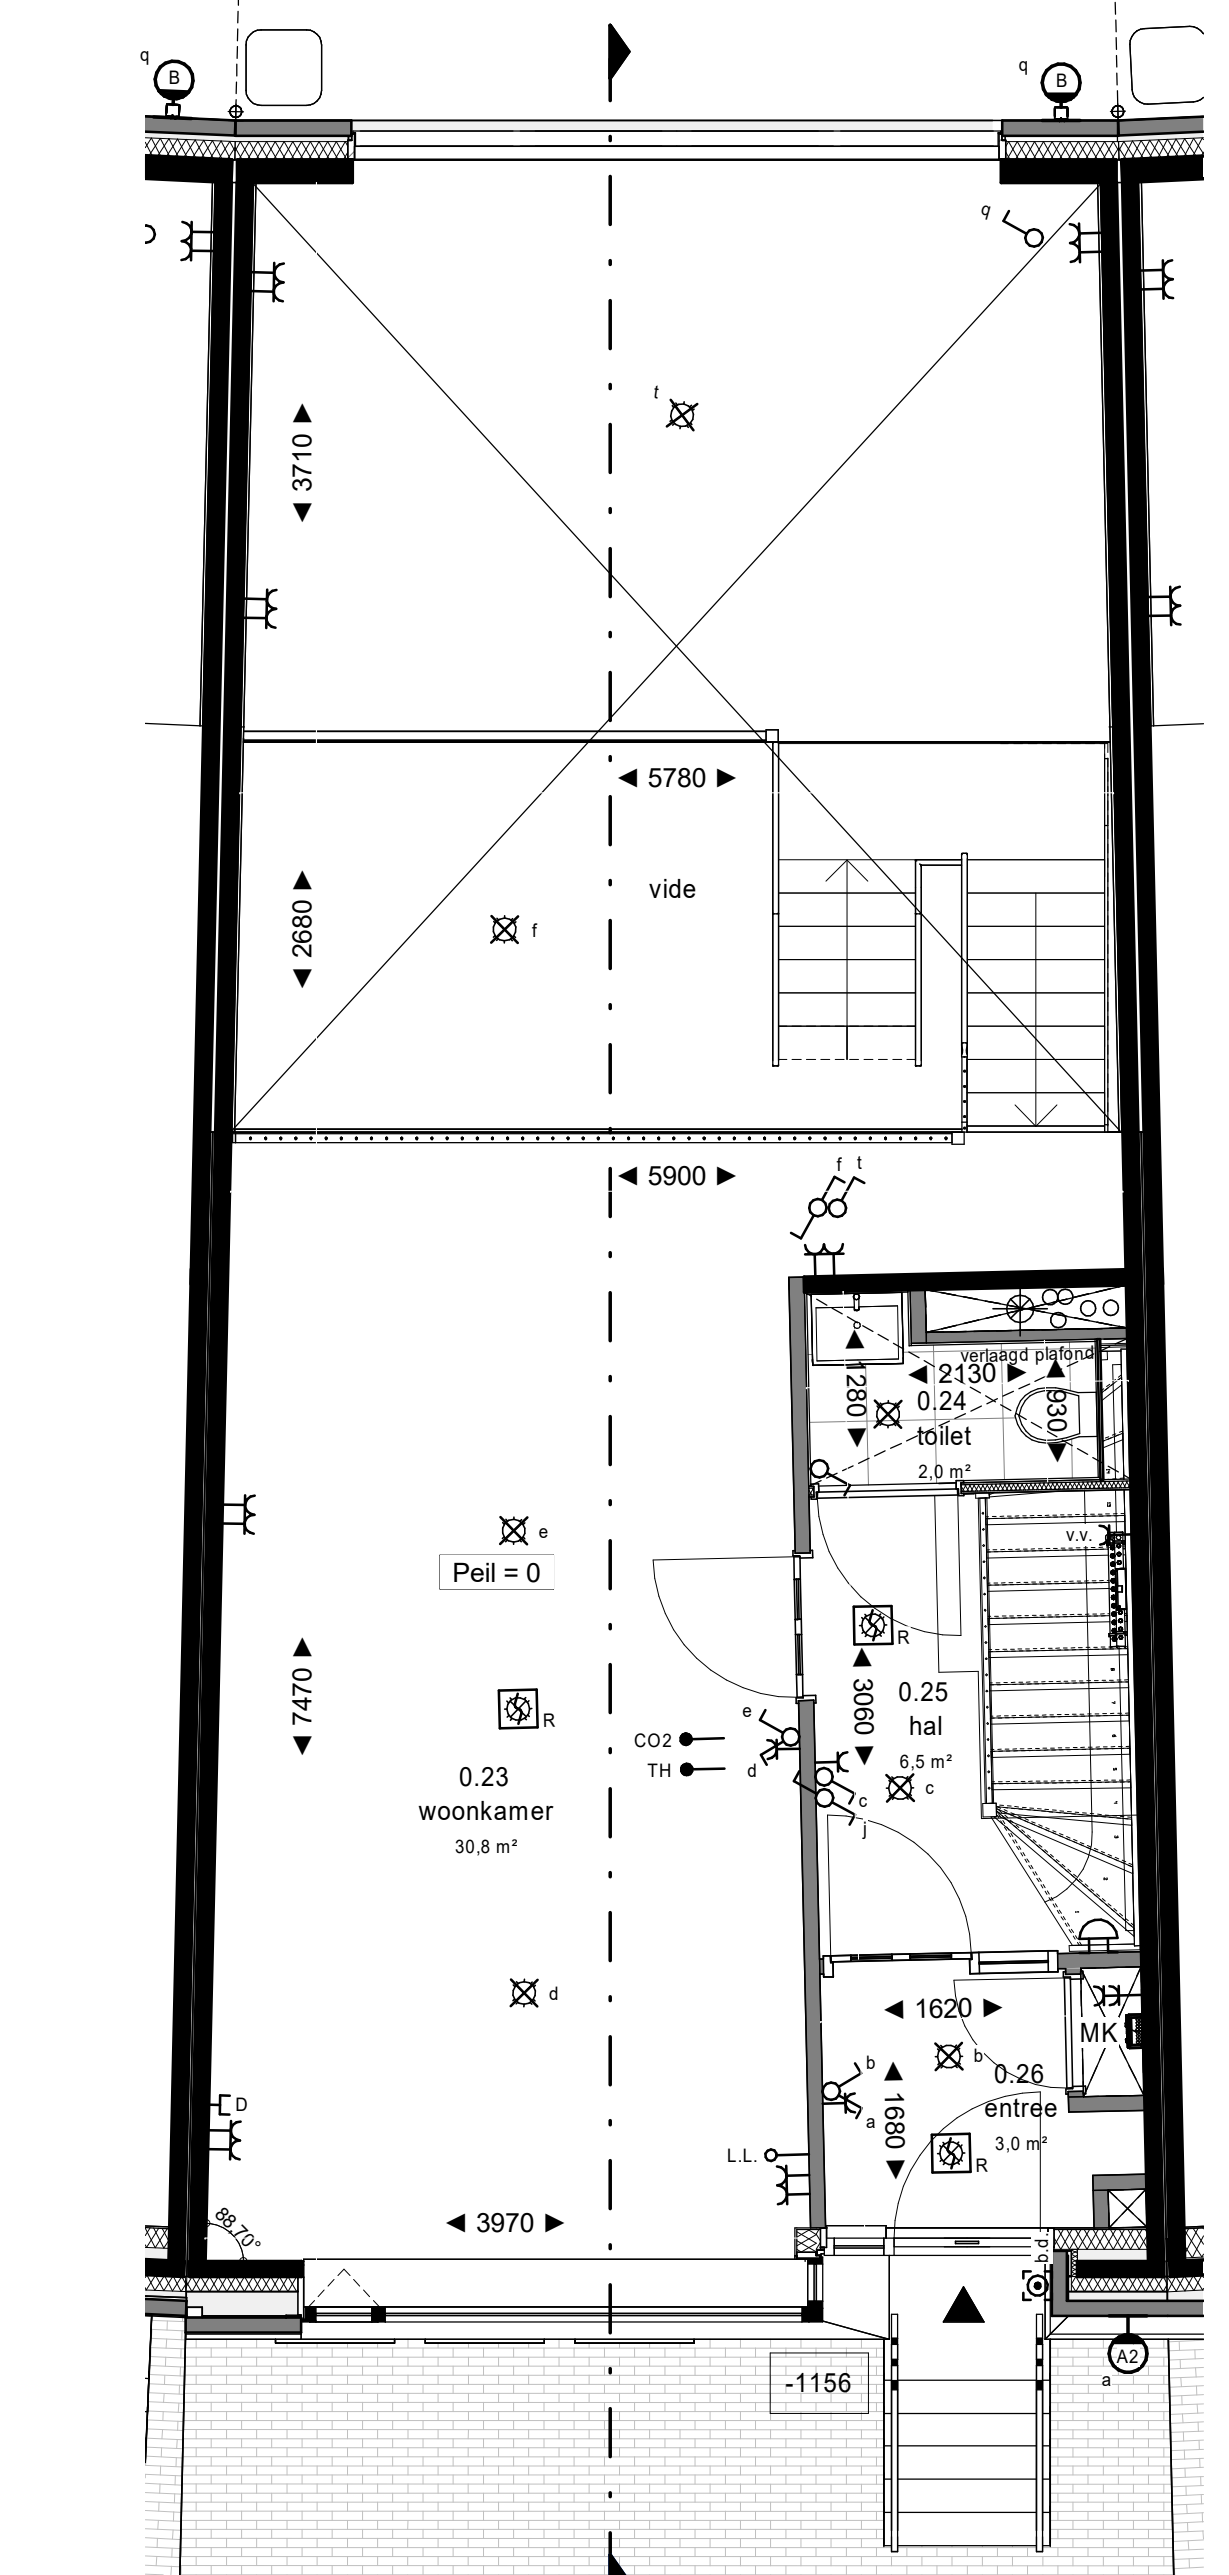 q
B
q
B
q
t
3710
5780
vide
2680
f
5900
f t
verlaagd plafond
2130
1280
0.24
930
toilet
2,0 m²
v.v.
e
Peil = 0
R
3060
0.25
hal
6,5 m²
7470
R
e
CO2
TH
d
c
c
j
0.23
woonkamer
30,8 m²
d
1620
MK
b
b
0.26
a
1680
entree
3,0 m²
R
D
L.L.
88,70°
3970
b.d.
-1156
A2
a